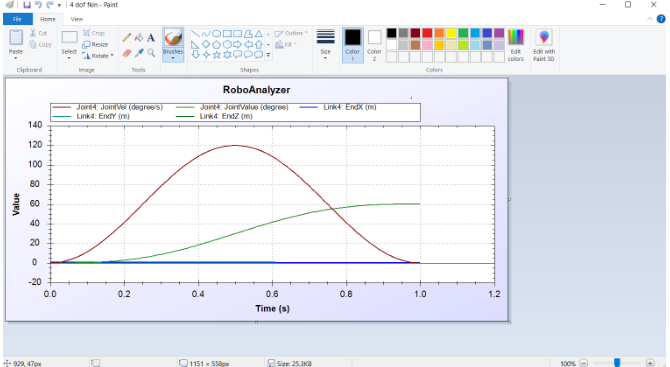 4 dof fkin - Paint
File Home View
Paste
Cut
Copy
Clipboard
Select
Crop
Resize
Rotate
Image
Tools
Brushes
Outline
Fill
Shapes
Size
Color 1
Color 2
Edit colors
Colors
Edit with Paint 3D
RoboAnalyzer
Joint4: JointVel (degree/s) Joint4: JointValue (degree) Link4: EndX (m)
Link4: EndY (m) Link4: EndZ (m)
140
120
100
80
60
40
20
0
-20
Value
0.0 0.2 0.4 0.6 0.8 1.0 1.2
Time (s)
929, 47px 1151 × 558px Size: 25.3KB 100%